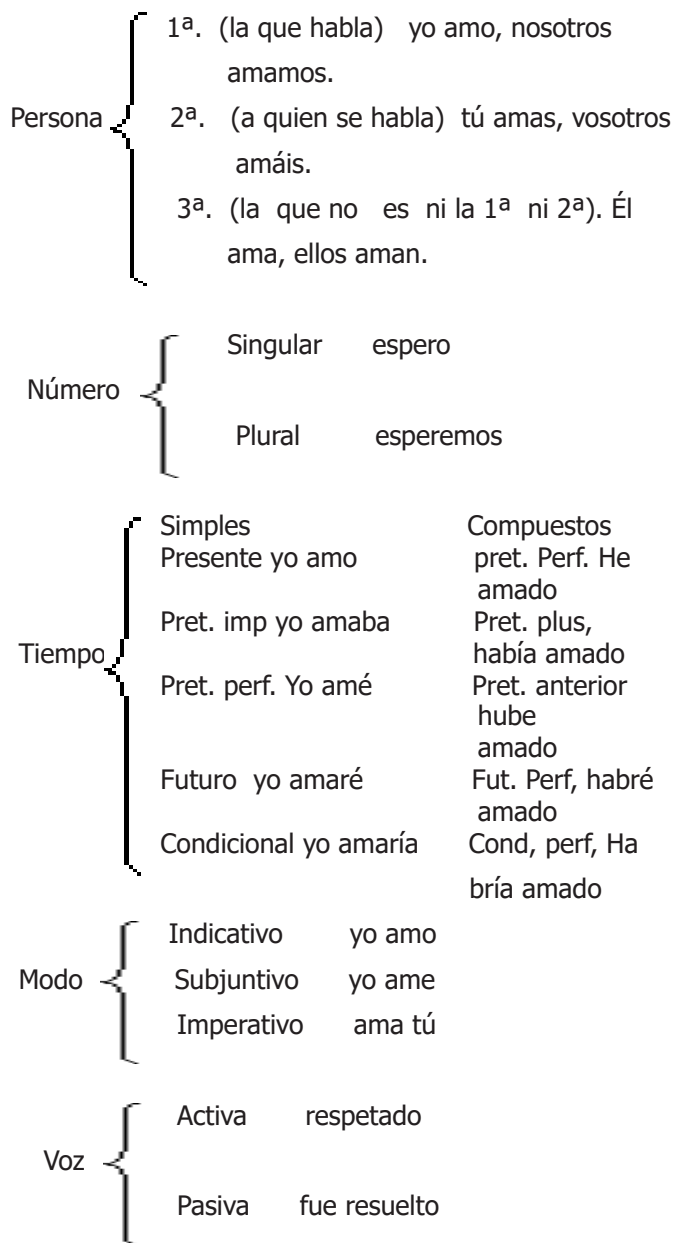 1ª. (la que habla) yo amo, nosotros
amamos.
Persona 2ª. (a quien se habla) tú amas, vosotros
amáis.
3ª. (la que no es ni la 1ª ni 2ª). Él
ama, ellos aman.
Singular espero
Número
Plural esperemos
Simples Compuestos
Presente yo amo pret. Perf. He
amado
Pret. imp yo amaba Pret. plus,
Tiempo había amado
Pret. perf. Yo amé Pret. anterior
hube
amado
Futuro yo amaré Fut. Perf, habré
amado
Condicional yo amaría Cond, perf, Ha
bría amado
Indicativo yo amo
Modo Subjuntivo yo ame
Imperativo ama tú
Activa respetado
Voz
Pasiva fue resuelto